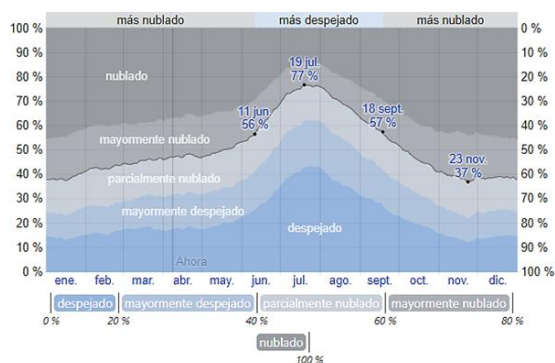 más nublado más despejado más nublado
100 % 0 %
90 % 10 %
80 % 20 %
70 % 30 %
60 % 40 %
50 % 50 %
40 % 60 %
30 % 70 %
20 % 80 %
10 % 90 %
0 % 100 %
nublado
19 jul.
77 %
11 jun.
56 %
18 sept.
57 %
mayormente nublado
23 nov.
37 %
parcialmente nublado
mayormente despejado
despejado
Ahora
ene. feb. mar. abr. may. jun. jul. ago. sept. oct. nov. dic.
despejado mayormente despejado parcialmente nublado mayormente nublado
0 % 20 % 40 % 60 % 80 %
nublado
100 %